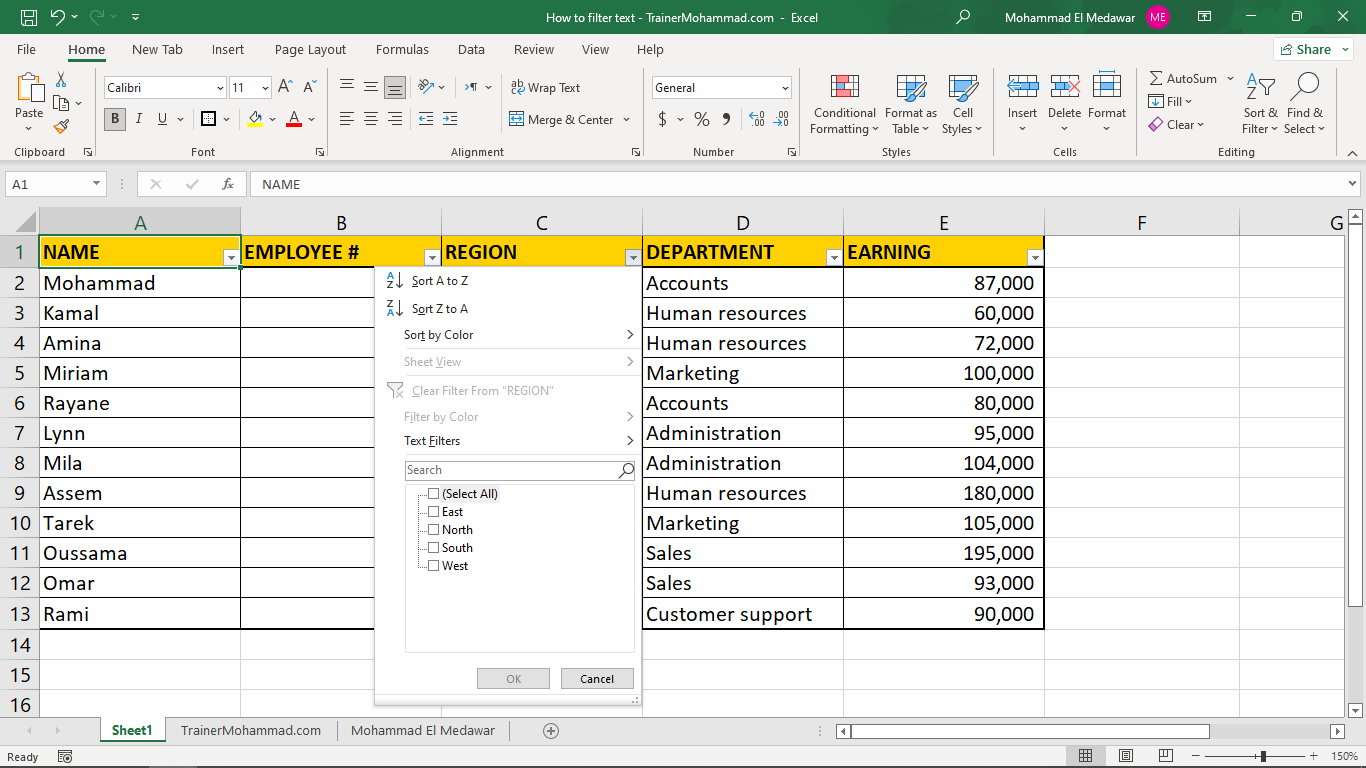 How to filter text - TrainerMohammad.com - Excel
Mohammad El Medawar ME
File Home New Tab Insert Page Layout Formulas Data Review View Help Share
Paste
Clipboard
Calibri 11
B I U A
Font
Wrap Text
Merge & Center
Alignment
General
$ % 9
Number
Conditional Formatting
Format as Table
Cell Styles
Styles
Insert Delete Format
Cells
AutoSum
Fill
Clear
Sort & Filter
Find & Select
Editing
A1 fx NAME
A B C D E F G
1 NAME EMPLOYEE # REGION DEPARTMENT EARNING
2 Mohammad Accounts 87,000
3 Kamal Human resources 60,000
4 Amina Human resources 72,000
5 Miriam Marketing 100,000
6 Rayane Accounts 80,000
7 Lynn Administration 95,000
8 Mila Administration 104,000
9 Assem Human resources 180,000
10 Tarek Marketing 105,000
11 Oussama Sales 195,000
12 Omar Sales 93,000
13 Rami Customer support 90,000
14
15
16
Sort A to Z
Sort Z to A
Sort by Color
Sheet View
Clear Filter From "REGION"
Filter by Color
Text Filters
Search
(Select All)
East
North
South
West
OK Cancel
Sheet1 TrainerMohammad.com Mohammad El Medawar
Ready 150%